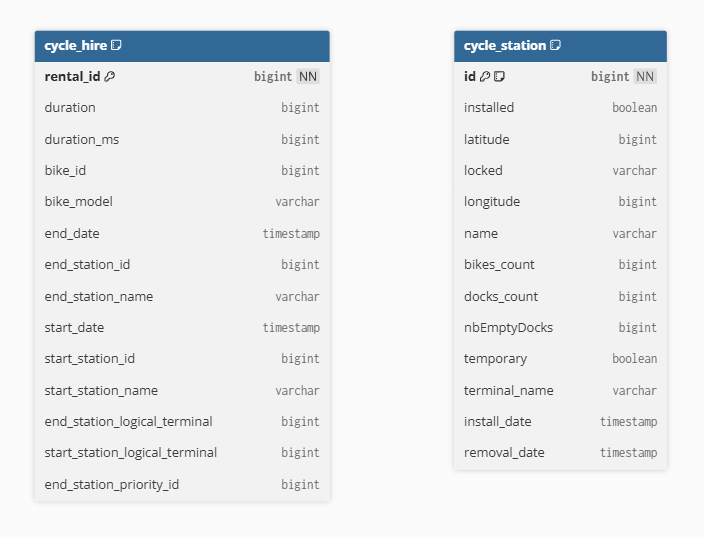 cycle_hire
rental_id bigint NN
duration bigint
duration_ms bigint
bike_id bigint
bike_model varchar
end_date timestamp
end_station_id bigint
end_station_name varchar
start_date timestamp
start_station_id bigint
start_station_name varchar
end_station_logical_terminal bigint
start_station_logical_terminal bigint
end_station_priority_id bigint
cycle_station
id bigint NN
installed boolean
latitude bigint
locked varchar
longitude bigint
name varchar
bikes_count bigint
docks_count bigint
nbEmptyDocks bigint
temporary boolean
terminal_name varchar
install_date timestamp
removal_date timestamp